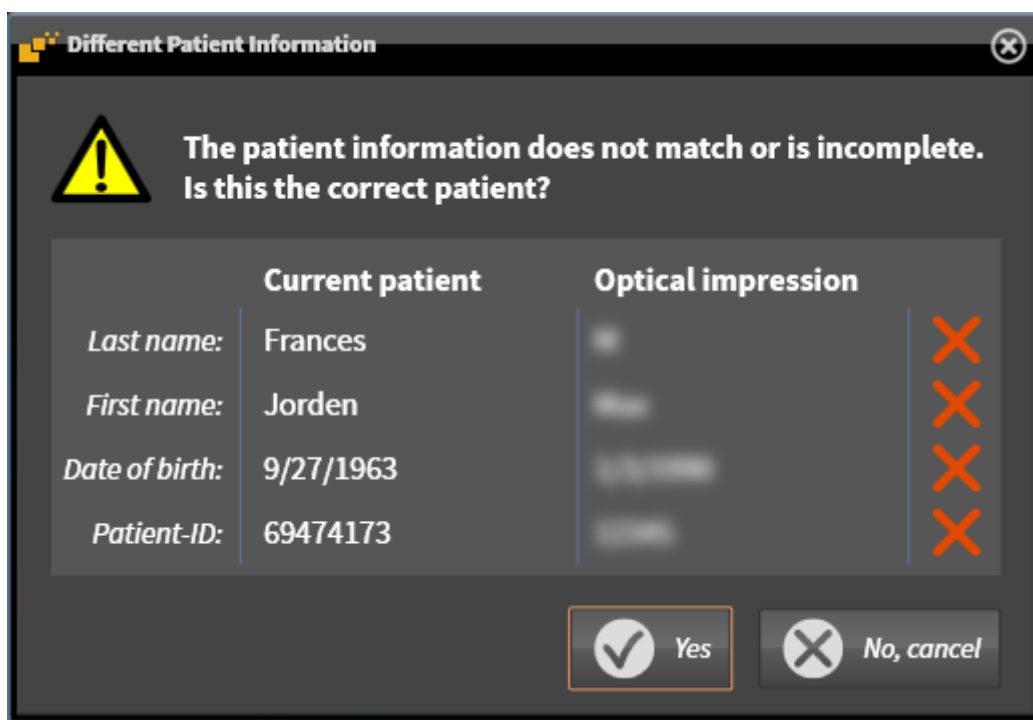 Different Patient Information
The patient information does not match or is incomplete.
Is this the correct patient?
Current patient Optical impression
Last name: Frances
First name: Jorden
Date of birth: 9/27/1963
Patient-ID: 69474173
Yes No, cancel